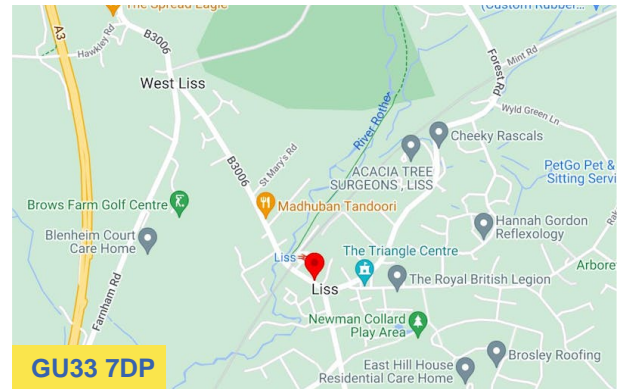 The Spread Eagle
(Custom Rubber...
A3
Hawkley Rd
B3006
Mint Rd
Forest Rd
West Liss
Wyld Green Ln
River Rother
Cheeky Rascals
B3006
St Mary's Rd
ACACIA TREE
SURGEONS, LISS
PetGo Pet &
Sitting Servi
Brows Farm Golf Centre
Madhuban Tandoori
Hannah Gordon
Reflexology
Blenheim Court
Care Home
The Triangle Centre
Liss
Arbore
Liss
The Royal British Legion
Farnham Rd
Newman Collard
Play Area
Brosley Roofing
East Hill House
Residential Care Home
GU33 7DP